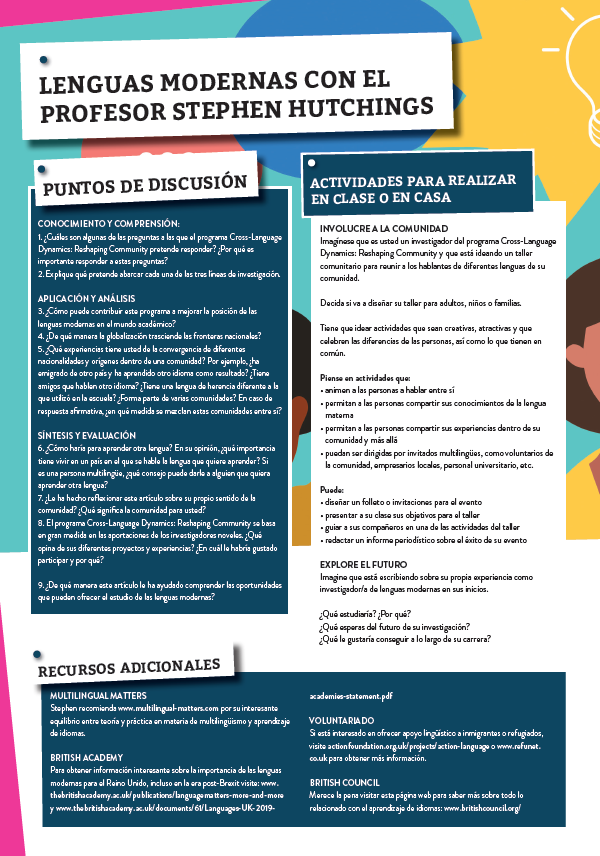 LENGUAS MODERNAS CON EL
PROFESOR STEPHEN HUTCHINGS
PUNTOS DE DISCUSIÓN
CONOCIMIENTO Y COMPRENSIÓN:
1. ¿Cuáles son algunas de las preguntas a las que el programa Cross-Language
Dynamics: Reshaping Community pretende responder? ¿Por qué es
importante responder a estas preguntas?
2. Explique qué pretende abarcar cada una de las tres líneas de investigación.
APLICACIÓN Y ANÁLISIS
3. ¿Cómo puede contribuir este programa a mejorar la posición de las
lenguas modernas en el mundo académico?
4. ¿De qué manera la globalización trasciende las fronteras nacionales?
5. ¿Qué experiencias tiene usted de la convergencia de diferentes
nacionalidades y orígenes dentro de una comunidad? Por ejemplo, ¿ha
emigrado de otro país y ha aprendido otro idioma como resultado? ¿Tiene
amigos que hablen otro idioma? ¿Tiene una lengua de herencia diferente a la
que utilizó en la escuela? ¿Forma parte de varias comunidades? En caso de
respuesta afirmativa, ¿en qué medida se mezclan estas comunidades entre sí?
SÍNTESIS Y EVALUACIÓN
6. ¿Cómo haría para aprender otra lengua? En su opinión, ¿qué importancia
tiene vivir en un país en el que se hable la lengua que quiere aprender? Si
es una persona multilingüe, ¿qué consejo puede darle a alguien que quiera
aprender otra lengua?
7. ¿Le ha hecho reflexionar este artículo sobre su propio sentido de la
comunidad? ¿Qué significa la comunidad para usted?
8. El programa Cross-Language Dynamics: Reshaping Community se basa
en gran medida en las aportaciones de los investigadores noveles. ¿Qué
opina de sus diferentes proyectos y experiencias? ¿En cuál le habría gustado
participar y por qué?
9. ¿De qué manera este artículo le ha ayudado comprender las oportunidades
que pueden ofrecer el estudio de las lenguas modernas?
ACTIVIDADES PARA REALIZAR
EN CLASE O EN CASA
INVOLUCRE A LA COMUNIDAD
Imagínese que es usted un investigador del programa Cross-Language
Dynamics: Reshaping Community y que está ideando un taller
comunitario para reunir a los hablantes de diferentes lenguas de su
comunidad.
Decida si va a diseñar su taller para adultos, niños o familias.
Tiene que idear actividades que sean creativas, atractivas y que
celebren las diferencias de las personas, así como lo que tienen en
común.
Piense en actividades que:
• animen a las personas a hablar entre sí
• permitan a las personas compartir sus conocimientos de la lengua
materna
• permitan a las personas compartir sus experiencias dentro de su
comunidad y más allá
• puedan ser dirigidas por invitados multilingües, como voluntarios de
la comunidad, empresarios locales, personal universitario, etc.
Puede:
• diseñar un folleto o invitaciones para el evento
• presentar a su clase sus objetivos para el taller
• guiar a sus compañeros en una de las actividades del taller
• redactar un informe periodístico sobre el éxito de su evento
EXPLORE EL FUTURO
Imagine que está escribiendo sobre su propia experiencia como
investigador/a de lenguas modernas en sus inicios.
¿Qué estudiaría? ¿Por qué?
¿Qué esperas del futuro de su investigación?
¿Qué le gustaría conseguir a lo largo de su carrera?
RECURSOS ADICIONALES
MULTILINGUAL MATTERS
Stephen recomienda www.multilingual-matters.com por su interesante
equilibrio entre teoría y práctica en materia de multilingüismo y aprendizaje
de idiomas.
BRITISH ACADEMY
Para obtener información interesante sobre la importancia de las lenguas
modernas para el Reino Unido, incluso en la era post-Brexit visite: www.
thebritishacademy.ac.uk/publications/languagematters-more-and-more
y www.thebritishacademy.ac.uk/documents/61/Languages-UK-2019-
academies-statement.pdf
VOLUNTARIADO
Si está interesado en ofrecer apoyo lingüístico a inmigrantes o refugiados,
visite actionfoundation.org.uk/projects/action-language o www.refunet.
co.uk para obtener más información.
BRITISH COUNCIL
Merece la pena visitar esta página web para saber más sobre todo lo
relacionado con el aprendizaje de idiomas: www.britishcouncil.org/